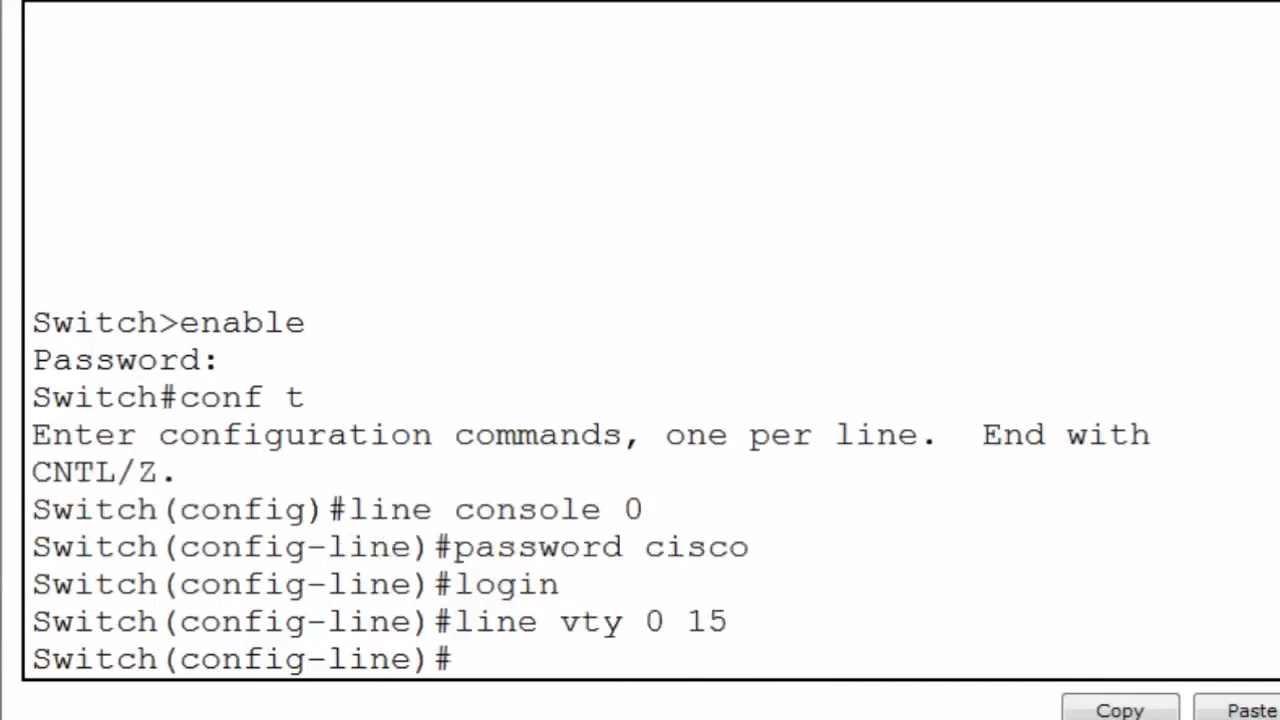 Switch>enable
Password:
Switch#conf t
Enter configuration commands, one per line.  End with
CNTL/Z.
Switch(config)#line console 0
Switch(config-line)#password cisco
Switch(config-line)#login
Switch(config-line)#line vty 0 15
Switch(config-line)#
Copy Paste